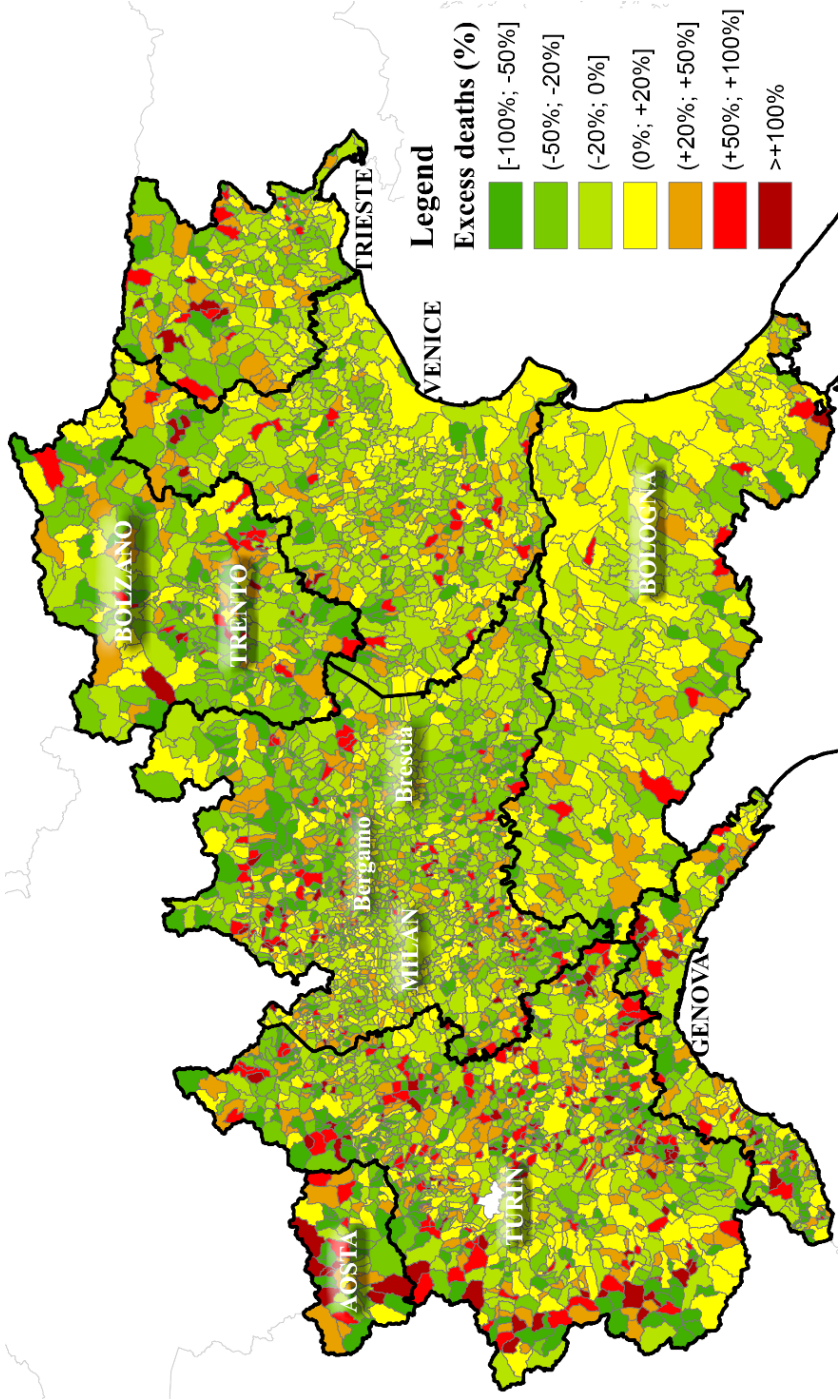 BOLZANO
TRENTO
AOSTA
Bergamo
Brescia
MILAN
TURIN
TRIESTE
VENICE
GENOVA
BOLOGNA
Legend
Excess deaths (%)
[-100%; -50%]
(-50%; -20%]
(-20%; 0%]
(0%; +20%]
(+20%; +50%]
(+50%; +100%]
>+100%